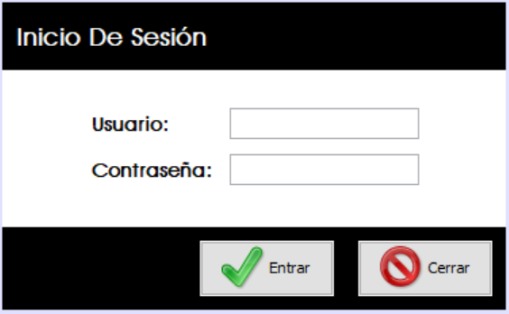 Inicio De Sesión
Usuario:
Contraseña:
Entrar
Cerrar